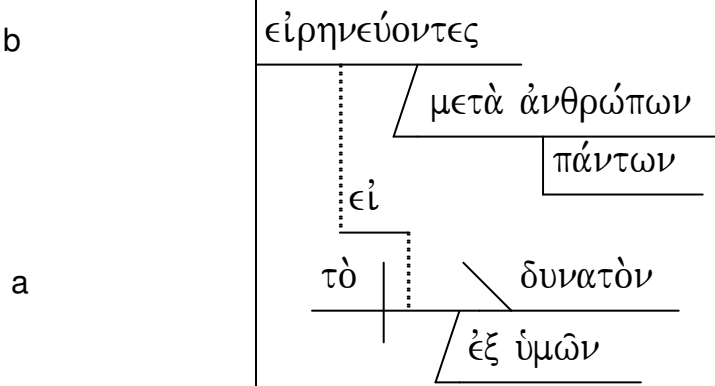 b εἰρηνεύοντες
μετὰ ἀνθρώπων
πάντων
εἰ
a τὸ δυνατὸν
ἐξ ὑμῶν